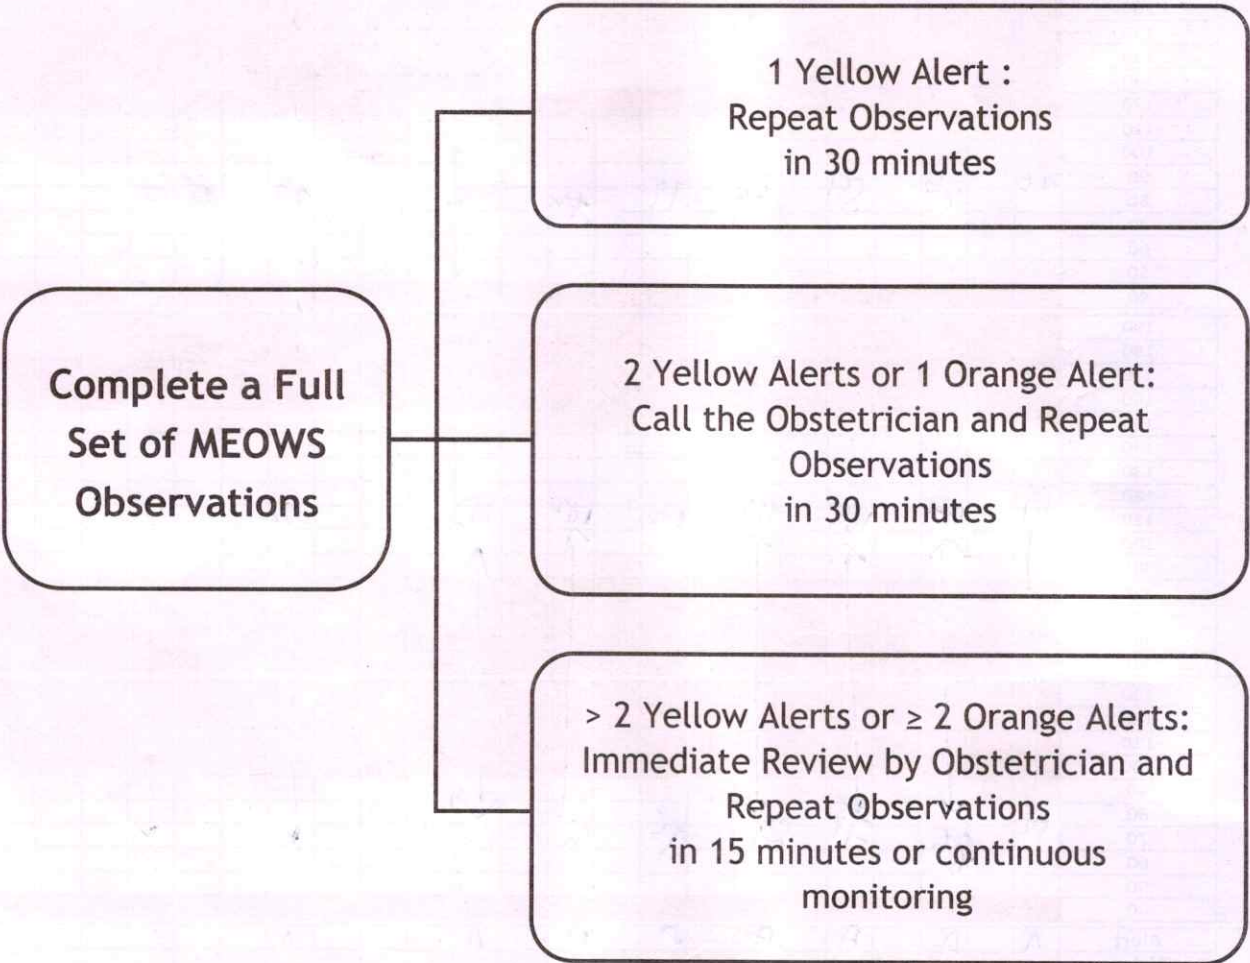 Complete a Full
Set of MEOWS
Observations
1 Yellow Alert :
Repeat Observations
in 30 minutes
2 Yellow Alerts or 1 Orange Alert:
Call the Obstetrician and Repeat
Observations
in 30 minutes
> 2 Yellow Alerts or ≥ 2 Orange Alerts:
Immediate Review by Obstetrician and
Repeat Observations
in 15 minutes or continuous
monitoring